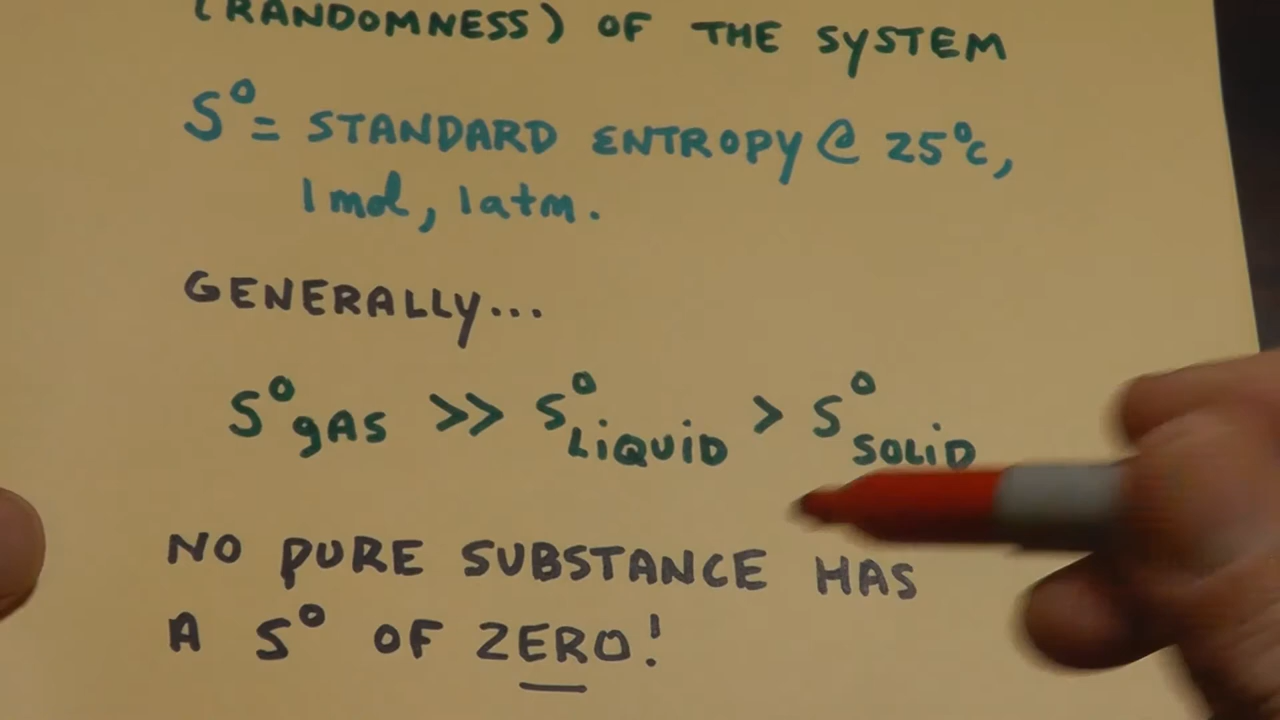 (RANDOMNESS) OF THE SYSTEM
S° = STANDARD ENTROPY @ 25°C,
1 mol, 1 atm.
GENERALLY...
S°gAS >> S°LiQUiD > S°SOLiD
NO PURE SUBSTANCE HAS
A S° OF ZERO!